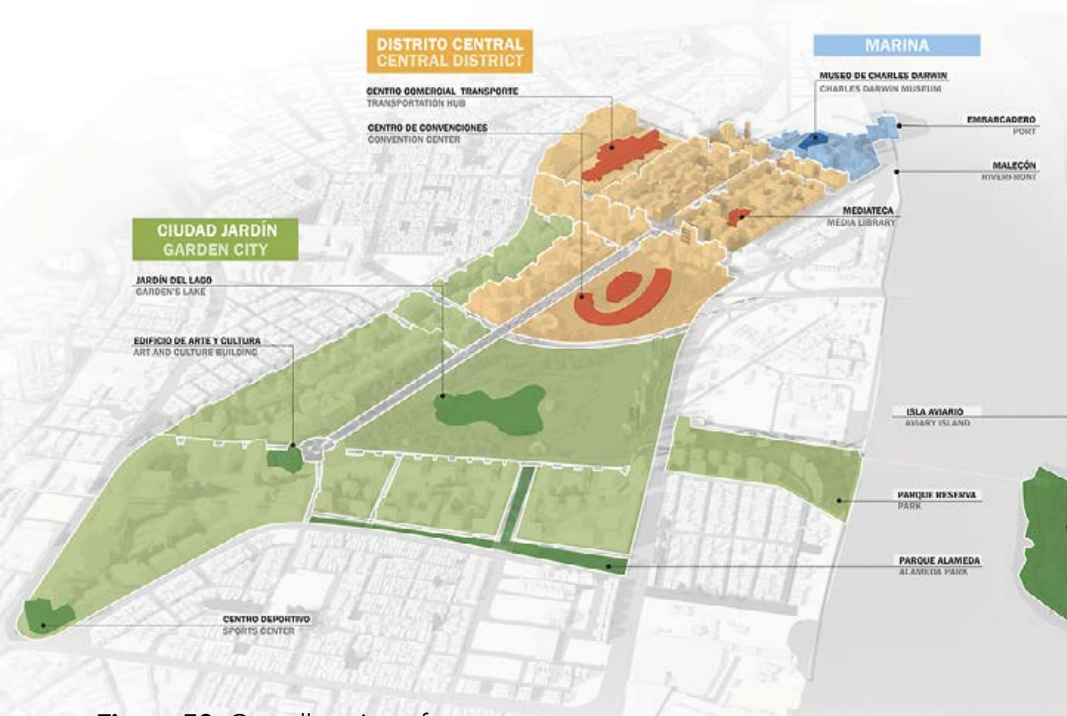 DISTRITO CENTRAL
CENTRAL DISTRICT
MARINA
CENTRO COMERCIAL TRANSPORTE
TRANSPORTATION HUB
MUSEO DE CHARLES DARWIN
CHARLES DARWIN MUSEUM
CENTRO DE CONVENCIONES
CONVENTION CENTER
EMBARCADERO
PORT
MALECÓN
RIVERFRONT
MEDIATECA
MEDIA LIBRARY
CIUDAD JARDÍN
GARDEN CITY
JARDÍN DEL LAGO
GARDEN'S LAKE
EDIFICIO DE ARTE Y CULTURA
ART AND CULTURE BUILDING
ISLA AVIARIO
AVIARY ISLAND
PARQUE RESERVA
PARK
PARQUE ALAMEDA
ALAMEDA PARK
CENTRO DEPORTIVO
SPORTS CENTER